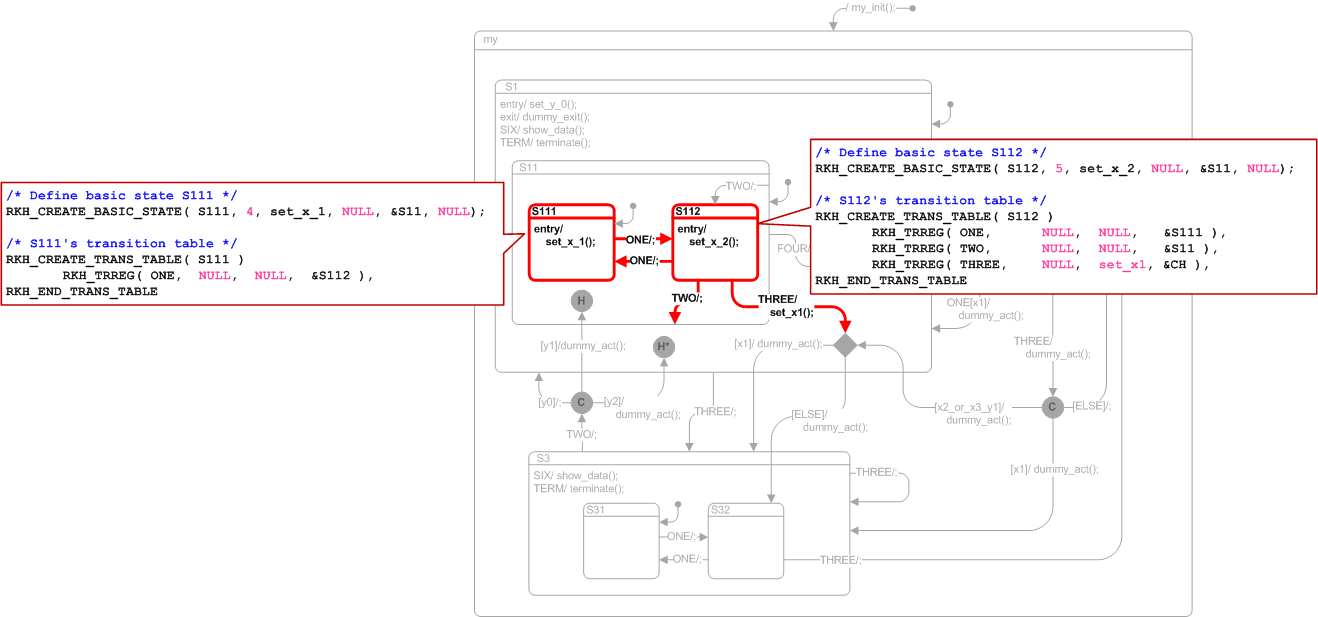 / my_init();
my
S1
entry/ set_y_0();
exit/ dummy_exit();
SIX/ show_data();
TERM/ terminate();
S11
TWO/;
S111
entry/
set_x_1();
S112
entry/
set_x_2();
ONE/;
ONE/;
TWO/;
THREE/
set_x1();
FOUR/
/* Define basic state S111 */
RKH_CREATE_BASIC_STATE( S111, 4, set_x_1, NULL, &S11, NULL);
/* S111's transition table */
RKH_CREATE_TRANS_TABLE( S111 )
RKH_TRREG( ONE, NULL, NULL, &S112 ),
RKH_END_TRANS_TABLE
/* Define basic state S112 */
RKH_CREATE_BASIC_STATE( S112, 5, set_x_2, NULL, &S11, NULL);
/* S112's transition table */
RKH_CREATE_TRANS_TABLE( S112 )
RKH_TRREG( ONE, NULL, NULL, &S111 ),
RKH_TRREG( TWO, NULL, NULL, &S11 ),
RKH_TRREG( THREE, NULL, set_x1, &CH ),
RKH_END_TRANS_TABLE
H
[y1]/dummy_act();
H*
[x1]/ dummy_act();
ONE[x1]/
dummy_act();
THREE/
dummy_act();
[y0]/;
C
[y2]/
dummy_act();
TWO/;
THREE/;
[ELSE]/
dummy_act();
[x2_or_x3_y1]/
dummy_act();
C
[ELSE]/;
[x1]/ dummy_act();
S3
SIX/ show_data();
TERM/ terminate();
THREE/;
S31
S32
ONE/;
ONE/;
THREE/;